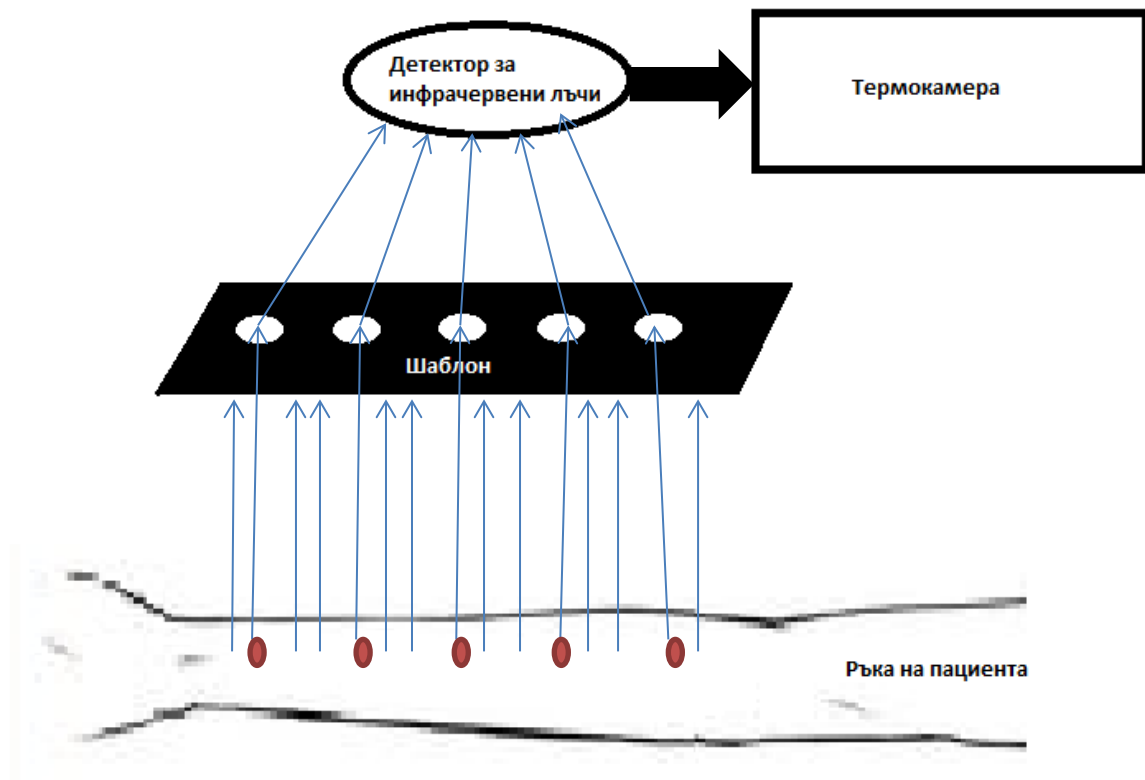 Детектор за
инфрачервени лъчи
Термокамера
Шаблон
Ръка на пациента